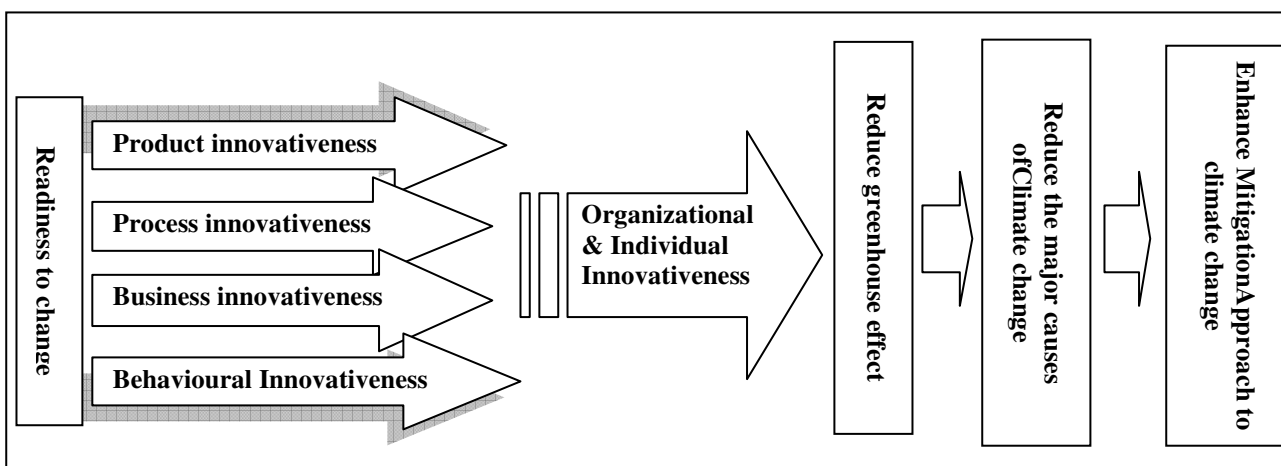 Readiness to change
Product innovativeness
Process innovativeness
Business innovativeness
Behavioural Innovativeness
Organizational
& Individual
Innovativeness
Reduce greenhouse effect
Reduce the major causes
ofClimate change
Enhance MitigationApproach to
climate change